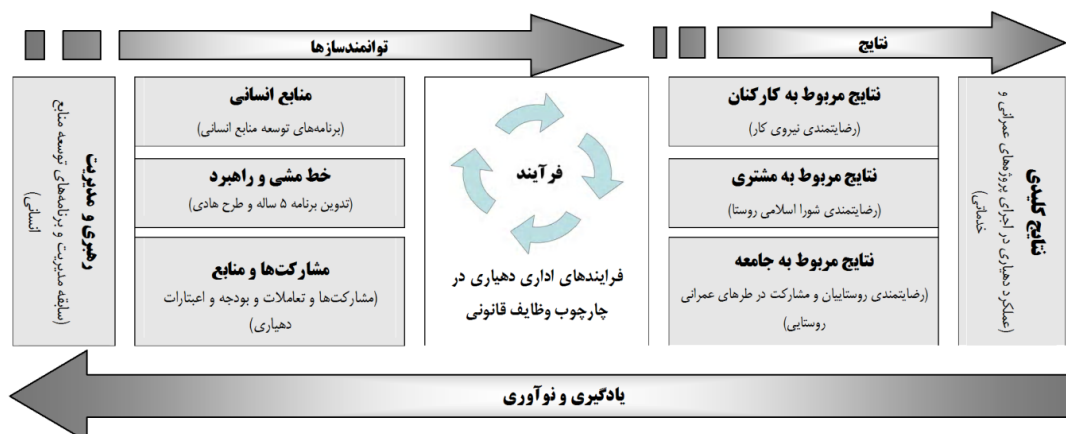 توانمندسازها
نتایج
رهبری و مدیریت
(سابقه مدیریت و برنامه‌های توسعه منابع
انسانی)
منابع انسانی
(برنامه‌های توسعه منابع انسانی)
خط مشی و راهبرد
(تدوین برنامه ۵ ساله و طرح هادی)
مشارکت‌ها و منابع
(مشارکت‌ها و تعاملات و بودجه و اعتبارات
دهیاری)
فرآیند
فرایندهای اداری دهیاری در
چارچوب وظایف قانونی
نتایج مربوط به کارکنان
(رضایتمندی نیروی کار)
نتایج مربوط به مشتری
(رضایتمندی شورا اسلامی روستا)
نتایج مربوط به جامعه
(رضایتمندی روستاییان و مشارکت در طرهای عمرانی
روستایی)
نتایج کلیدی
(عملکرد دهیاری در اجرای پروژه‌های عمرانی و
خدماتی)
یادگیری و نوآوری